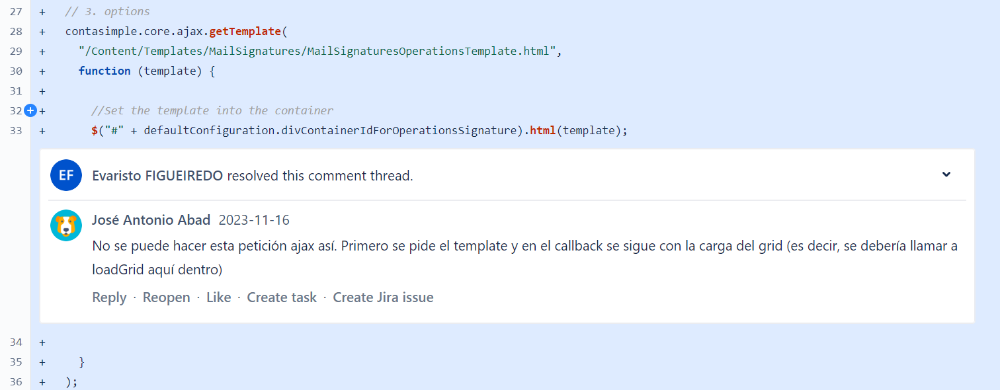 27 + // 3. options
28 + contasimple.core.ajax.getTemplate(
29 + "/Content/Templates/MailSignatures/MailSignaturesOperationsTemplate.html",
30 + function (template) {
31 +
32 + + //Set the template into the container
33 + $("#" + defaultConfiguration.divContainerIdForOperationsSignature).html(template);
EF Evaristo FIGUEIREDO resolved this comment thread.
José Antonio Abad 2023-11-16
No se puede hacer esta petición ajax así. Primero se pide el template y en el callback se sigue con la carga del grid (es decir, se debería llamar a
loadGrid aquí dentro)
Reply · Reopen · Like · Create task · Create Jira issue
34 +
35 + }
36 + );